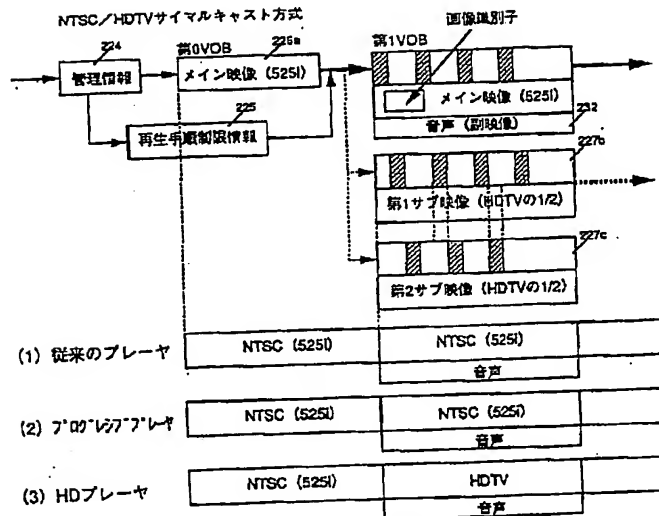 NTSC/HDTVサイマルキャスト方式
画像識別子
224
第0VOB
226a
第1VOB
管理情報
メイン映像 (525I)
メイン映像 (525I)
225
再生手順制限情報
音声 (副映像)
232
227b
第1サブ映像 (HDTVの1/2)
227c
第2サブ映像 (HDTVの1/2)
(1) 従来のプレーヤ
NTSC (525I)
NTSC (525I)
音声
(2) プログレシブプレーヤ
NTSC (525I)
NTSC (525I)
音声
(3) HDプレーヤ
NTSC (525I)
HDTV
音声